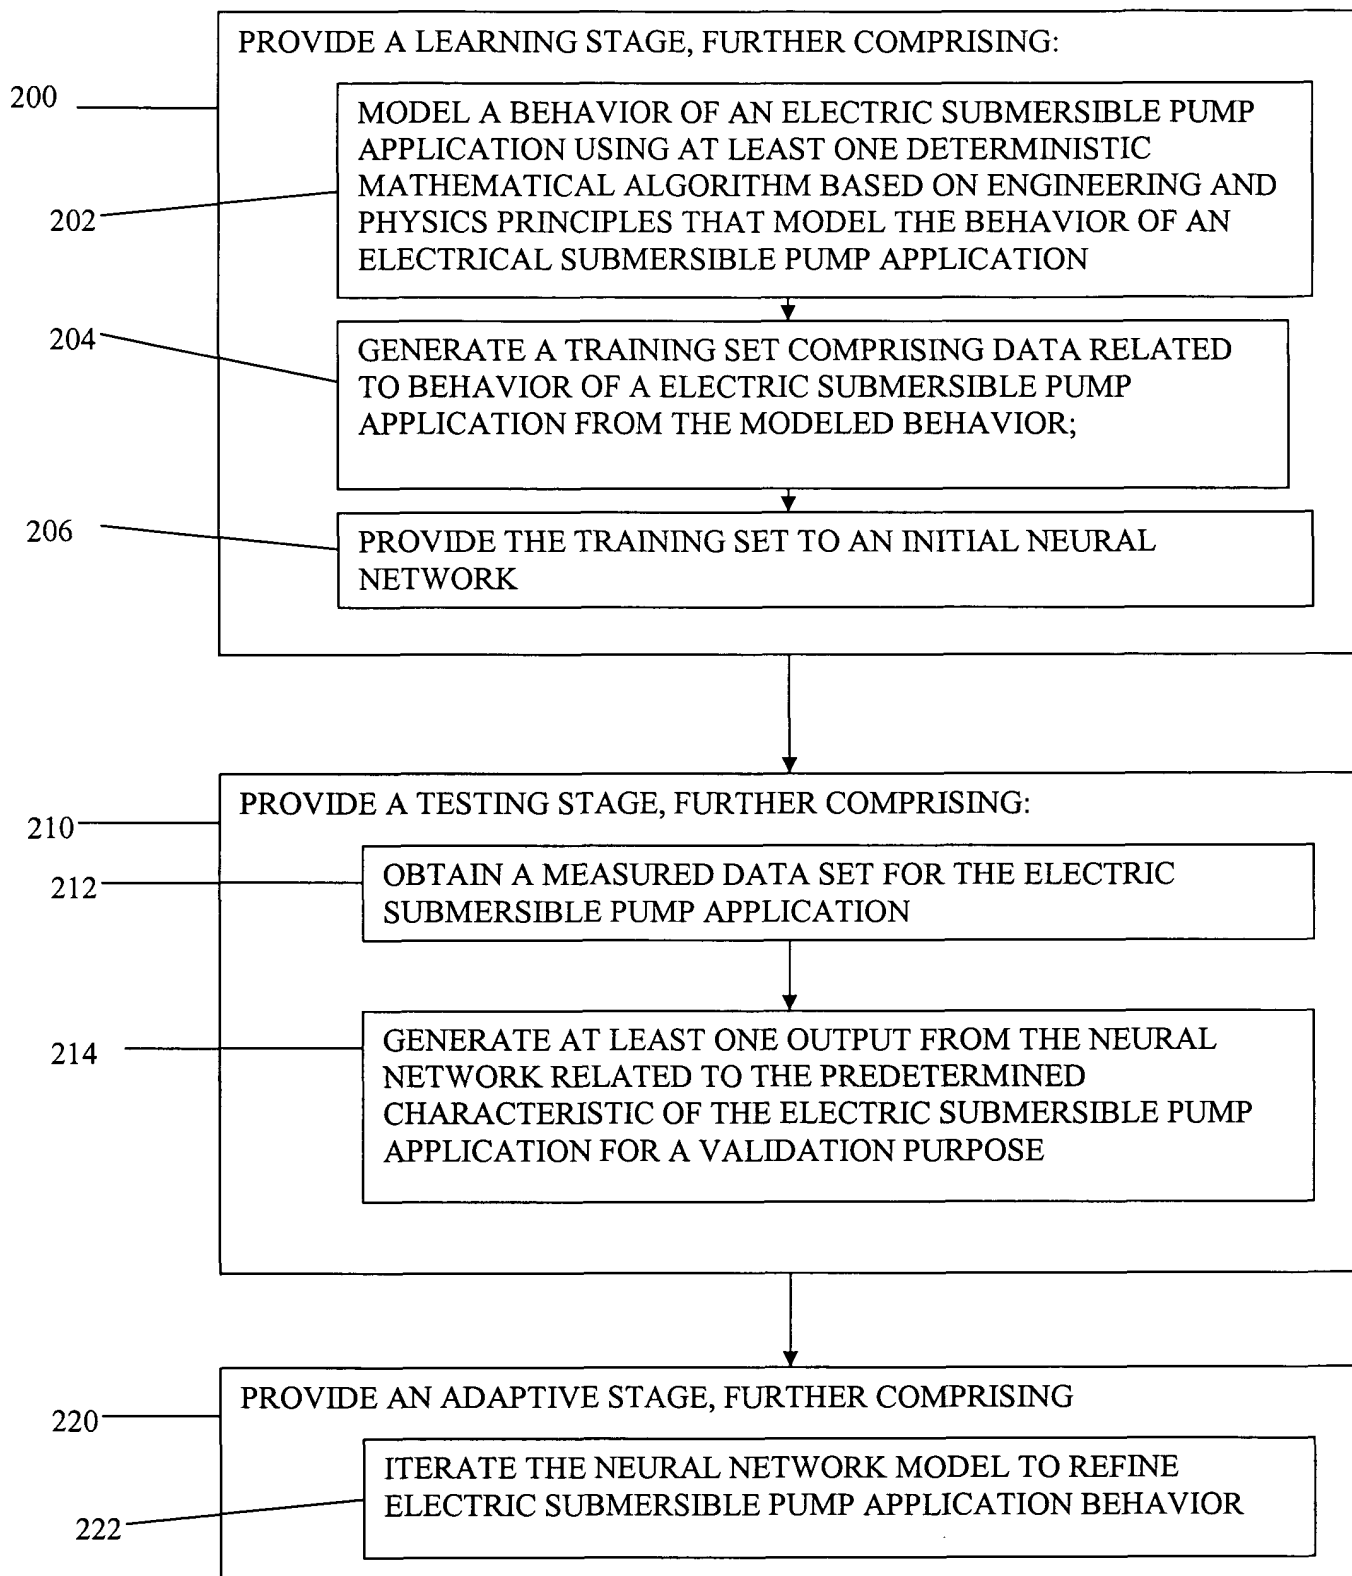 PROVIDE A LEARNING STAGE, FURTHER COMPRISING:
200
MODEL A BEHAVIOR OF AN ELECTRIC SUBMERSIBLE PUMP
APPLICATION USING AT LEAST ONE DETERMINISTIC
MATHEMATICAL ALGORITHM BASED ON ENGINEERING AND
PHYSICS PRINCIPLES THAT MODEL THE BEHAVIOR OF AN
ELECTRICAL SUBMERSIBLE PUMP APPLICATION
202
204
GENERATE A TRAINING SET COMPRISING DATA RELATED
TO BEHAVIOR OF A ELECTRIC SUBMERSIBLE PUMP
APPLICATION FROM THE MODELED BEHAVIOR;
206
PROVIDE THE TRAINING SET TO AN INITIAL NEURAL
NETWORK
PROVIDE A TESTING STAGE, FURTHER COMPRISING:
210
212
OBTAIN A MEASURED DATA SET FOR THE ELECTRIC
SUBMERSIBLE PUMP APPLICATION
214
GENERATE AT LEAST ONE OUTPUT FROM THE NEURAL
NETWORK RELATED TO THE PREDETERMINED
CHARACTERISTIC OF THE ELECTRIC SUBMERSIBLE PUMP
APPLICATION FOR A VALIDATION PURPOSE
PROVIDE AN ADAPTIVE STAGE, FURTHER COMPRISING
220
ITERATE THE NEURAL NETWORK MODEL TO REFINE
ELECTRIC SUBMERSIBLE PUMP APPLICATION BEHAVIOR
222